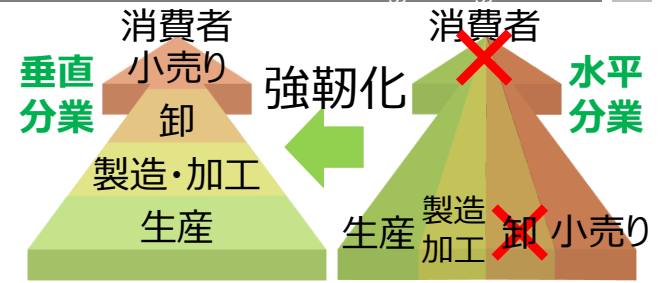 消費者
小売り
卸
製造・加工
生産
垂直
分業
強靭化
消費者
水平
分業
生産
製造
加工
卸
小売り